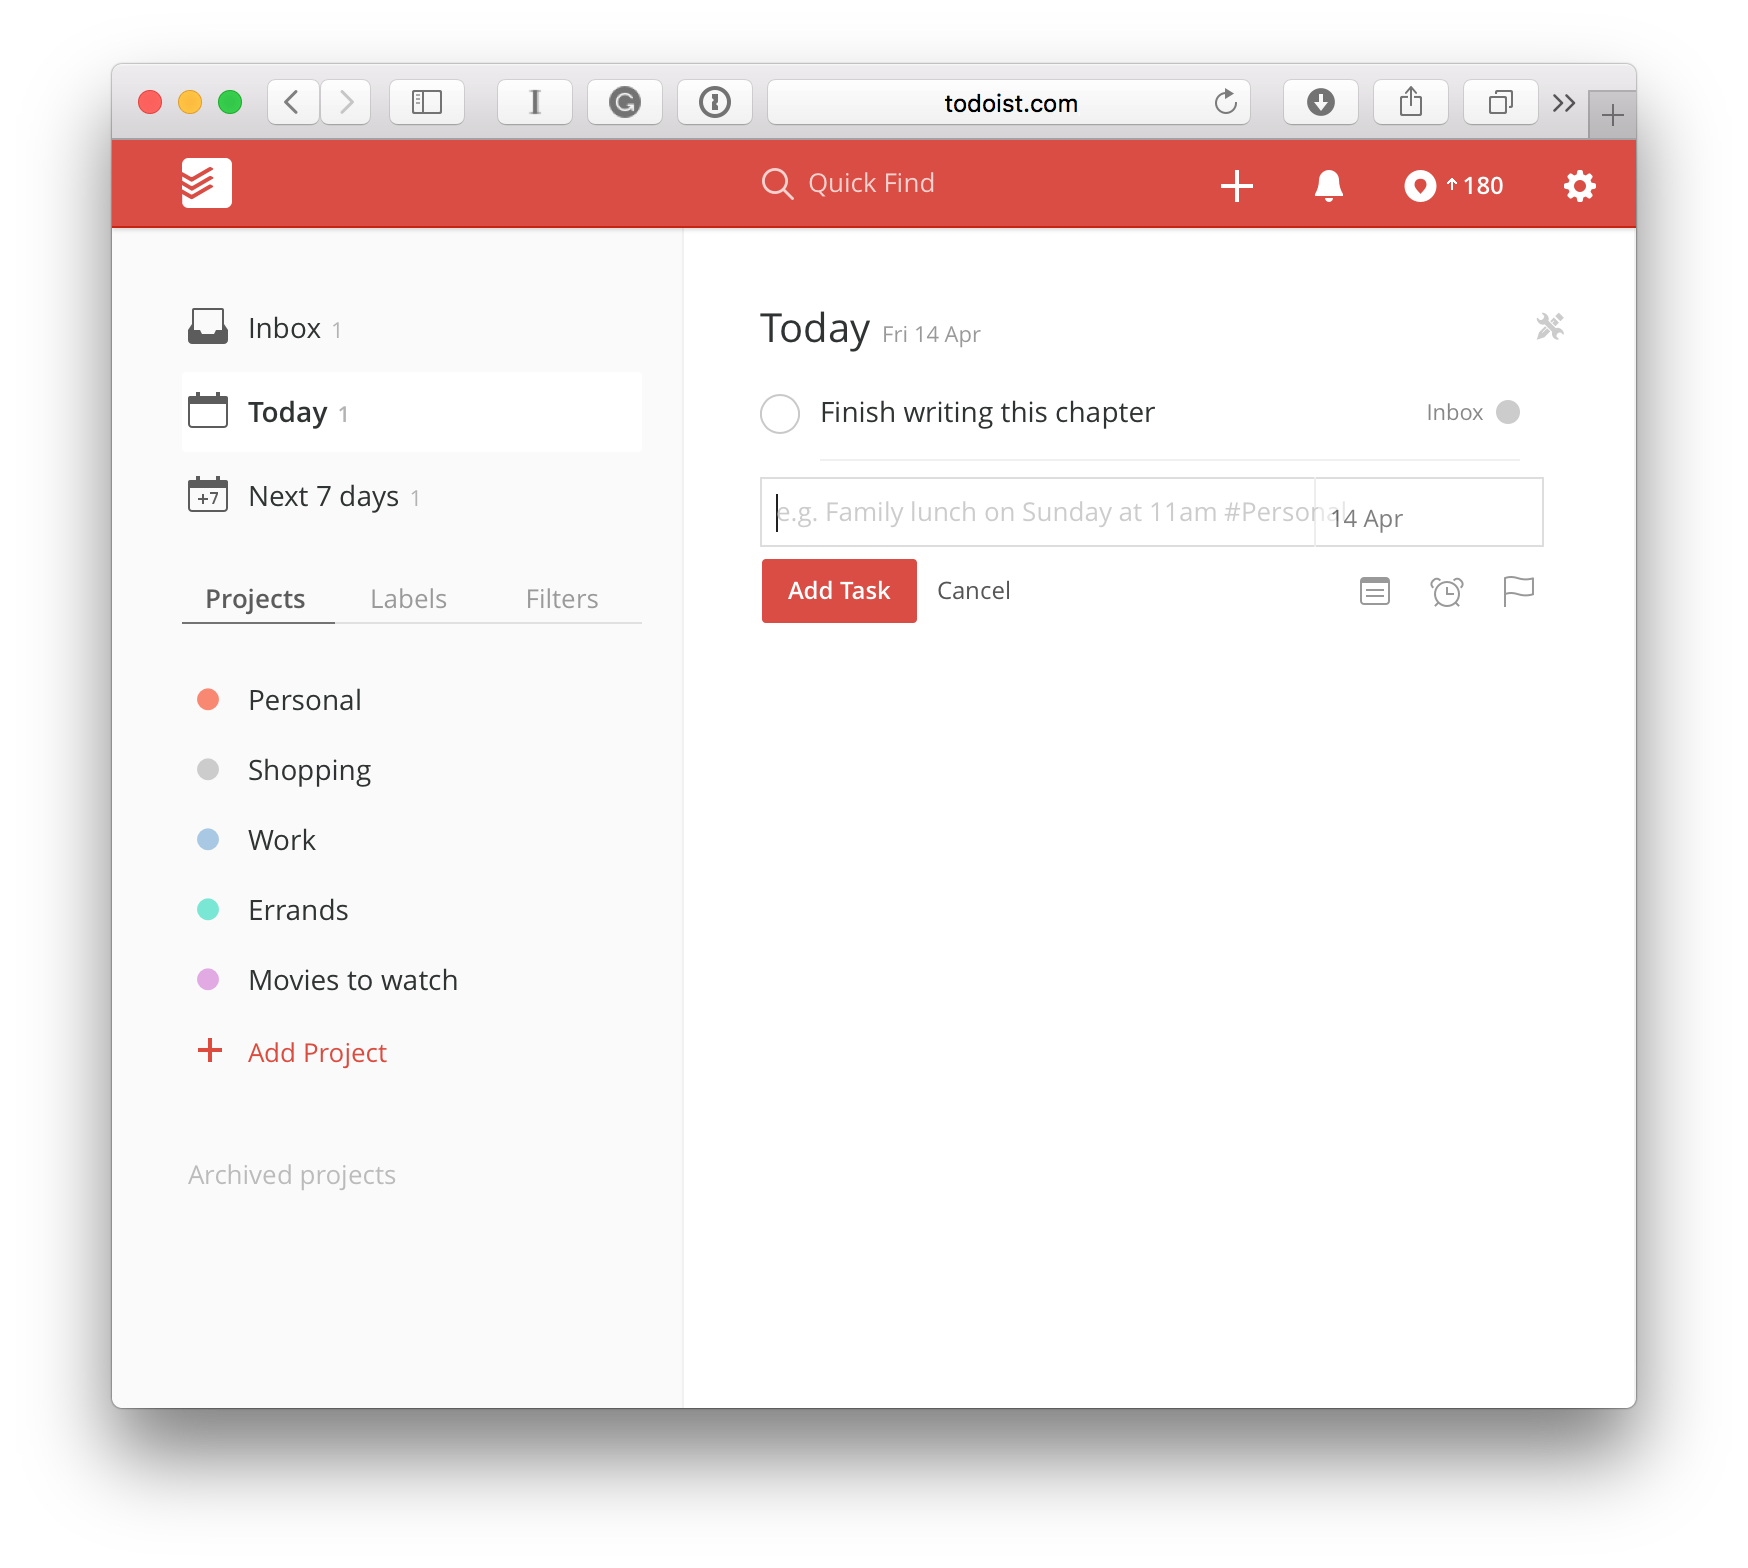 todoist.com
Quick Find
180
Inbox 1
Today 1
+7 Next 7 days 1
Projects Labels Filters
Personal
Shopping
Work
Errands
Movies to watch
Add Project
Archived projects
Today Fri 14 Apr
Finish writing this chapter Inbox
e.g. Family lunch on Sunday at 11am #Personal 14 Apr
Add Task Cancel